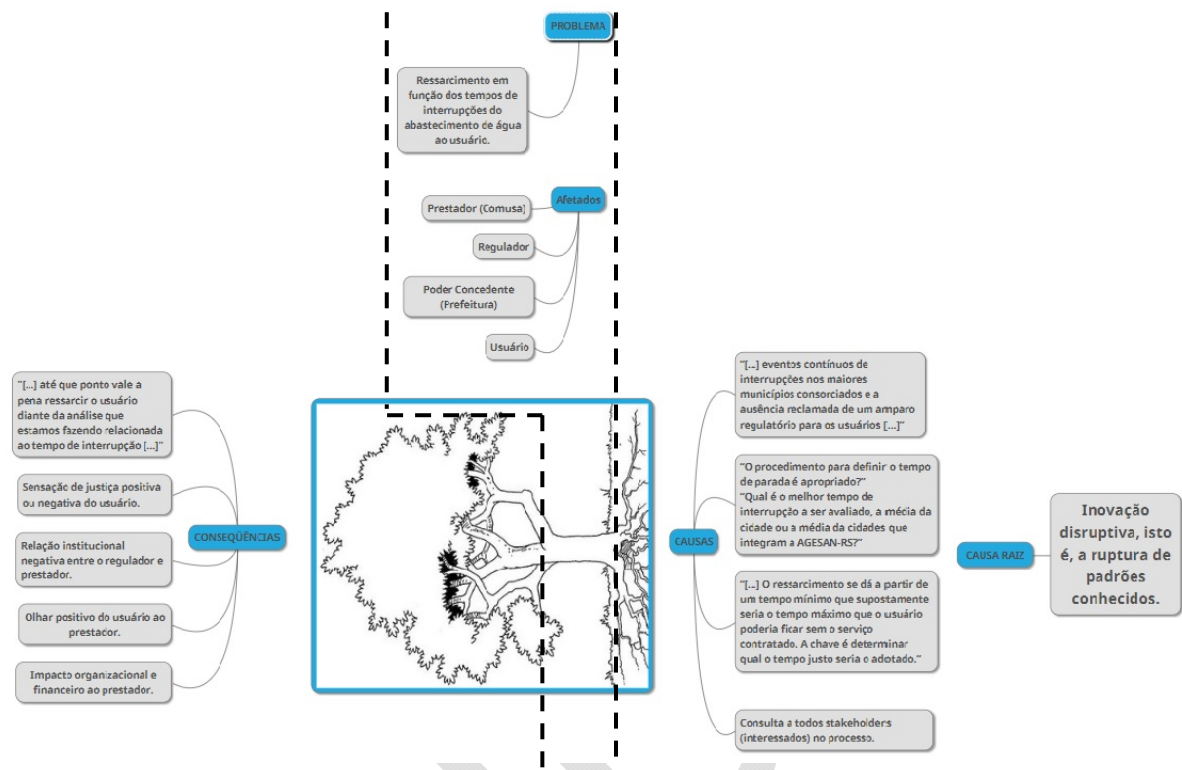 PROBLEMA
Ressarcimento em
função dos tempos de
interrupções do
abastecimento de água
ao usuário.
Afetados
Prestador (Comusa)
Regulador
Poder Concedente
(Prefeitura)
Usuário
"[...] até que ponto vale a
pena ressarcir o usuário
diante da análise que
estamos fazendo relacionada
ao tempo de interrupção [...]"
Sensação de justiça positiva
ou negativa do usuário.
CONSEQÜÊNCIAS
Relação institucional
negativa entre o regulador e
prestador.
Olhar positivo do usuário ao
prestador.
Impacto organizacional e
financeiro ao prestador.
"[...] eventos contínuos de
interrupções nos maiores
municípios consorciados e a
ausência reclamada de um amparo
regulatório para os usuários [...]"
"O procedimento para definir o tempo
de parada é apropriado?"
"Qual é o melhor tempo de
interrupção a ser avaliado, a média da
cidade ou a média da cidades que
integram a AGESAN-RS?"
CAUSAS
"[...] O ressarcimento se dá a partir de
um tempo mínimo que supostamente
seria o tempo máximo que o usuário
poderia ficar sem o serviço
contratado. A chave é determinar
qual o tempo justo seria o adotado."
Consulta a todos stakeholders
(interessados) no processo.
CAUSA RAIZ
Inovação
disruptiva, isto
é, a ruptura de
padrões
conhecidos.